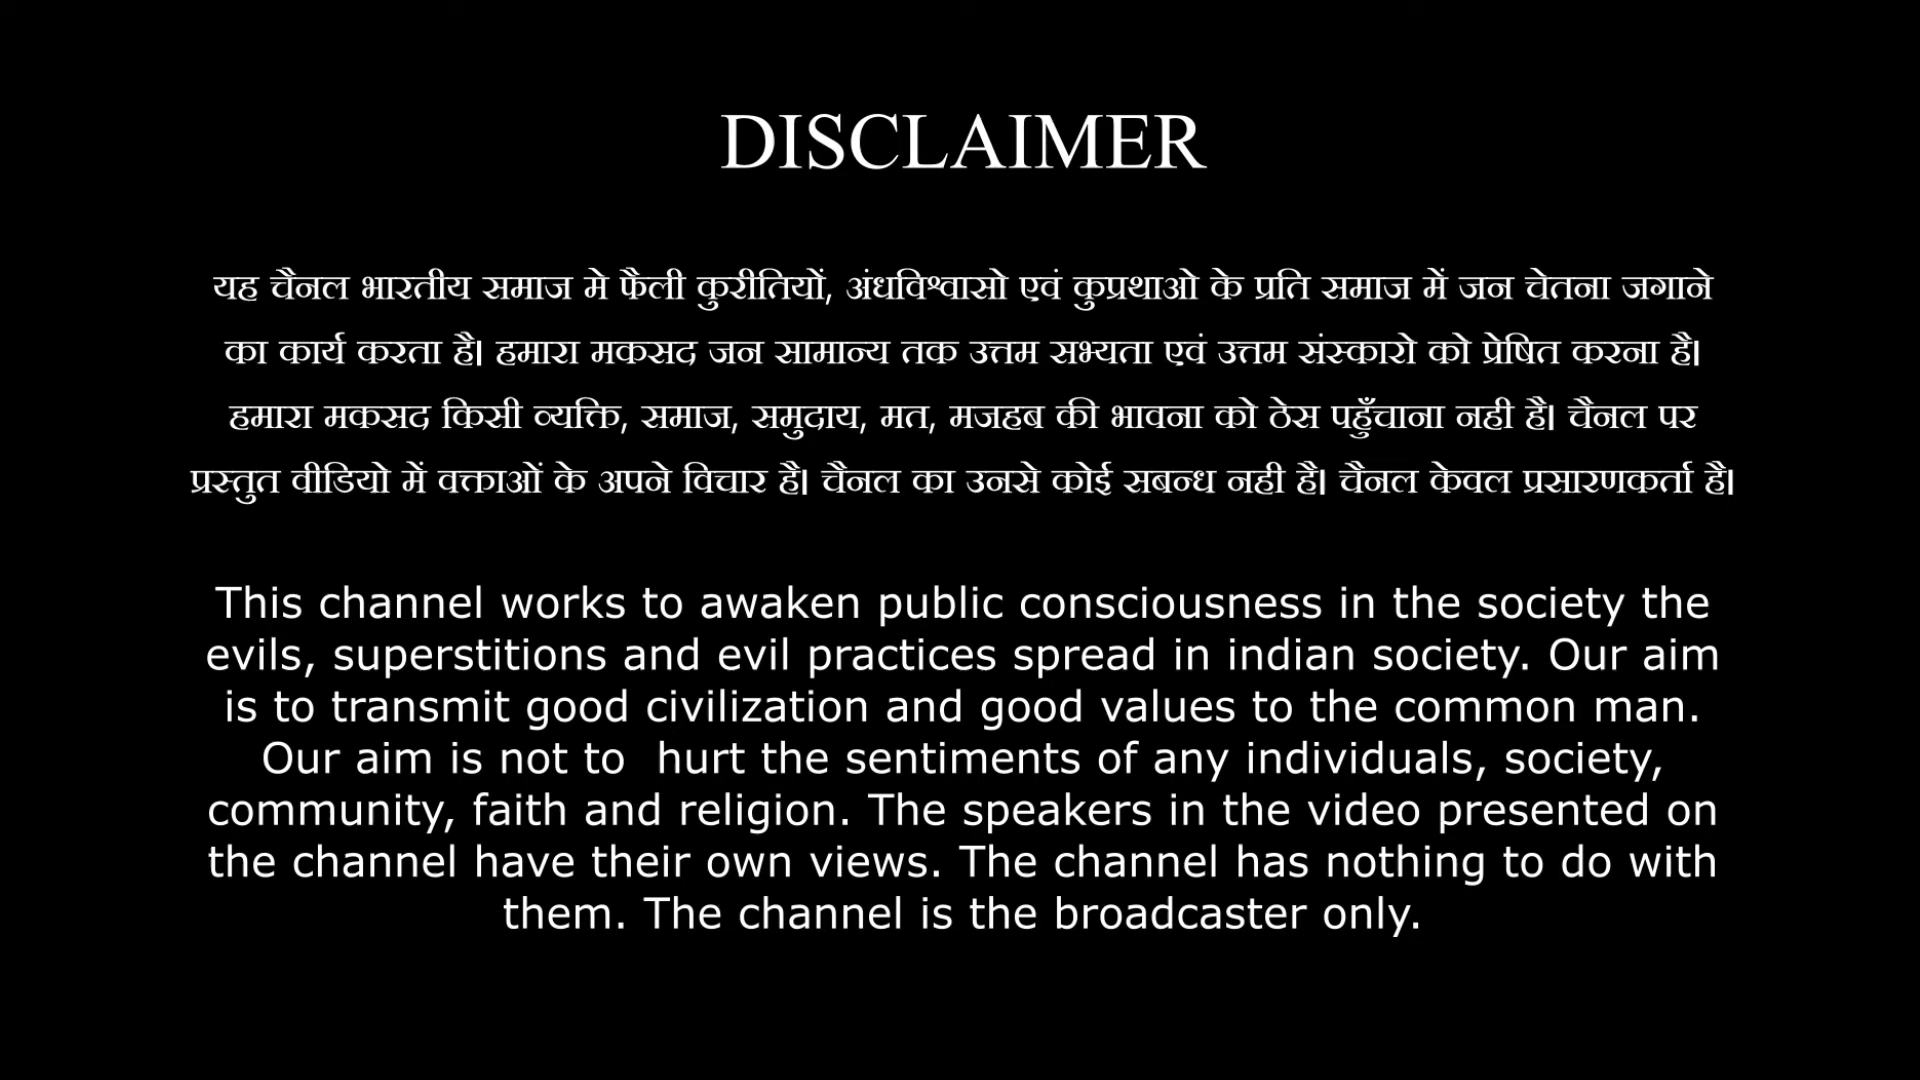 DISCLAIMER
यह चैनल भारतीय समाज मे फैली कुरीतियों, अंधविश्वासो एवं कुप्रथाओ के प्रति समाज में जन चेतना जगाने
का कार्य करता है। हमारा मकसद जन सामान्य तक उत्तम सभ्यता एवं उत्तम संस्कारो को प्रेषित करना है।
हमारा मकसद किसी व्यक्ति, समाज, समुदाय, मत, मजहब की भावना को ठेस पहुँचाना नही है। चैनल पर
प्रस्तुत वीडियो में वक्ताओं के अपने विचार है। चैनल का उनसे कोई सबन्ध नही है। चैनल केवल प्रसारणकर्ता है।
This channel works to awaken public consciousness in the society the
evils, superstitions and evil practices spread in indian society. Our aim
is to transmit good civilization and good values to the common man.
Our aim is not to  hurt the sentiments of any individuals, society,
community, faith and religion. The speakers in the video presented on
the channel have their own views. The channel has nothing to do with
them. The channel is the broadcaster only.